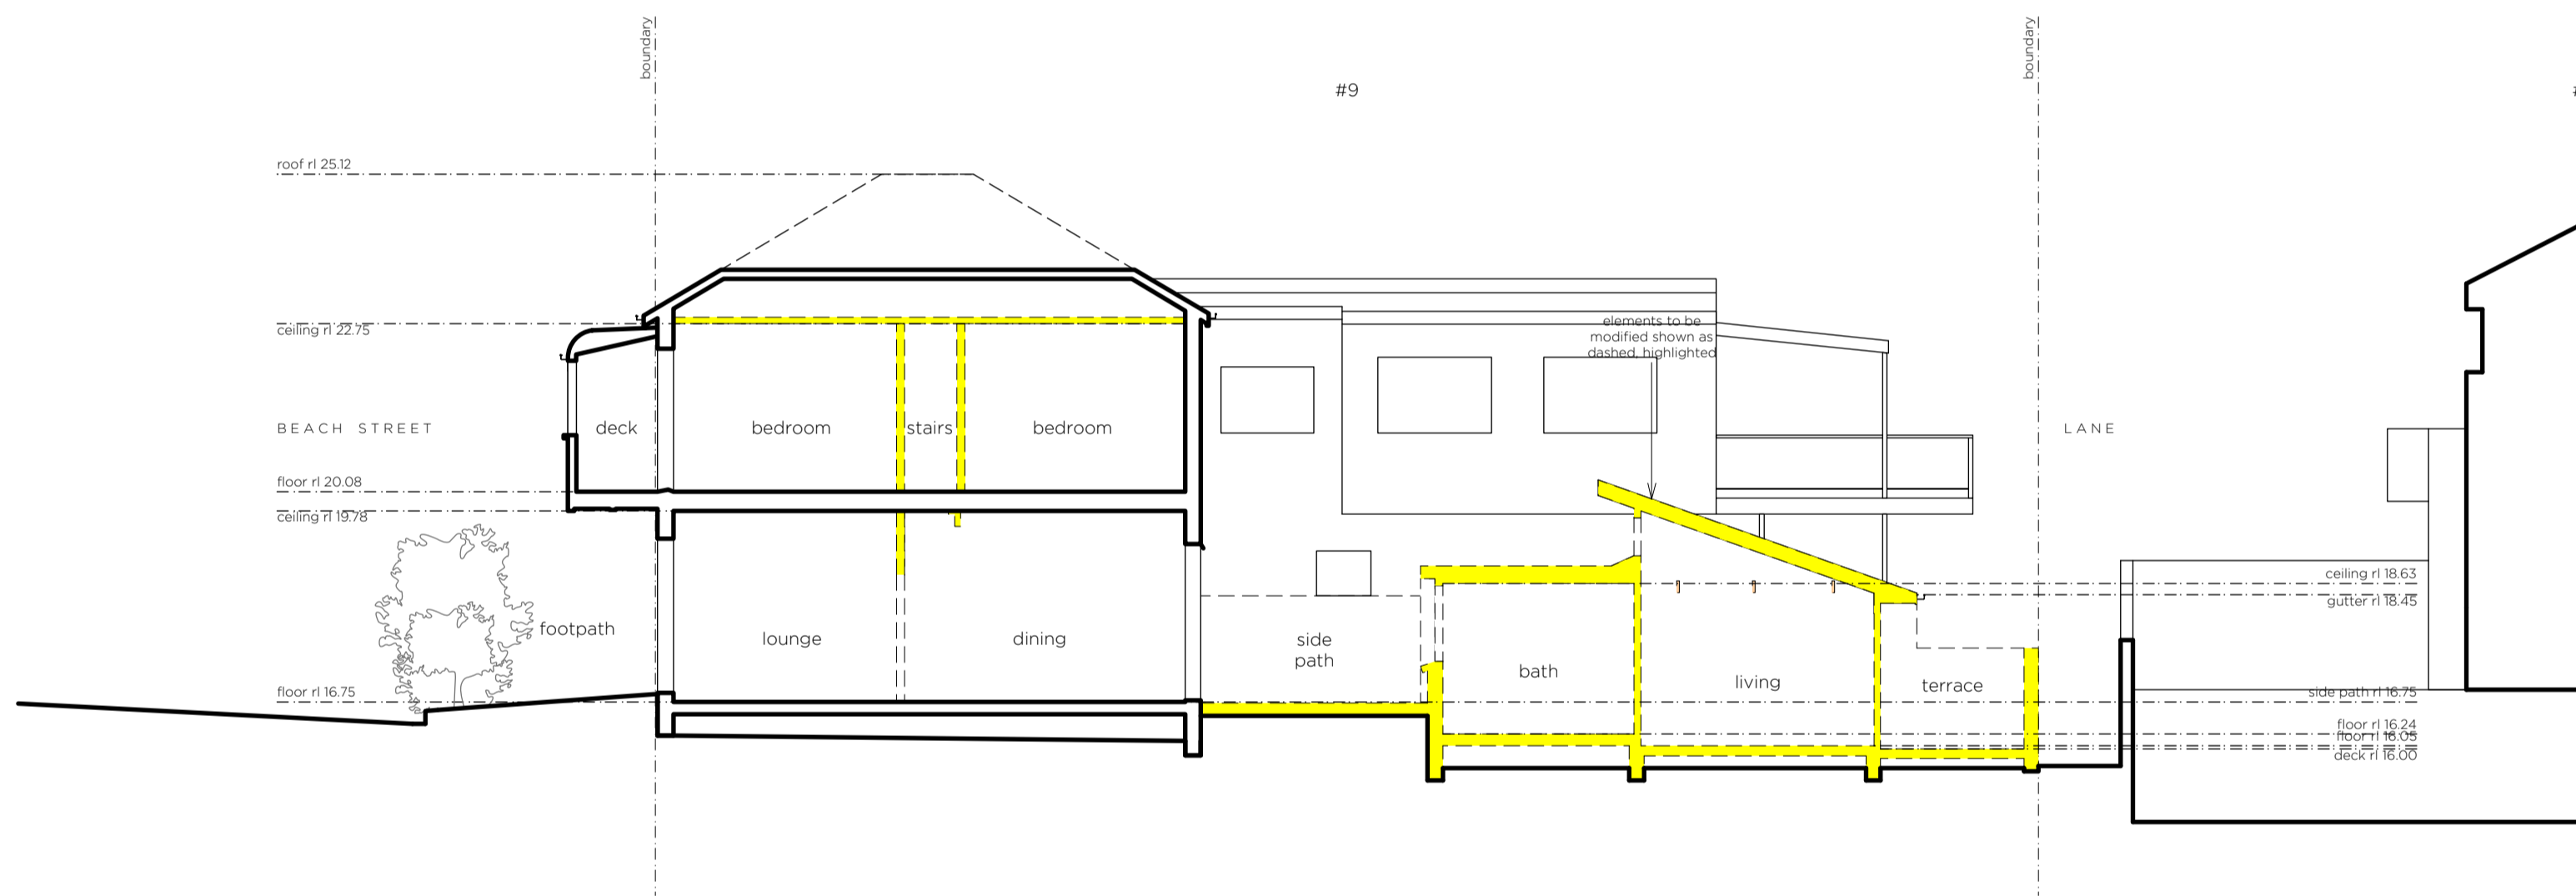 boundary
boundary
#9
roof rl 25.12
ceiling rl 22.75
elements to be
modified shown as
dashed, highlighted
BEACH STREET
deck
bedroom
stairs
bedroom
LANE
floor rl 20.08
ceiling rl 19.78
ceiling rl 18.63
gutter rl 18.45
footpath
lounge
dining
side
path
bath
living
terrace
floor rl 16.75
side path rl 16.75
floor rl 16.24
floor rl 16.05
deck rl 16.00